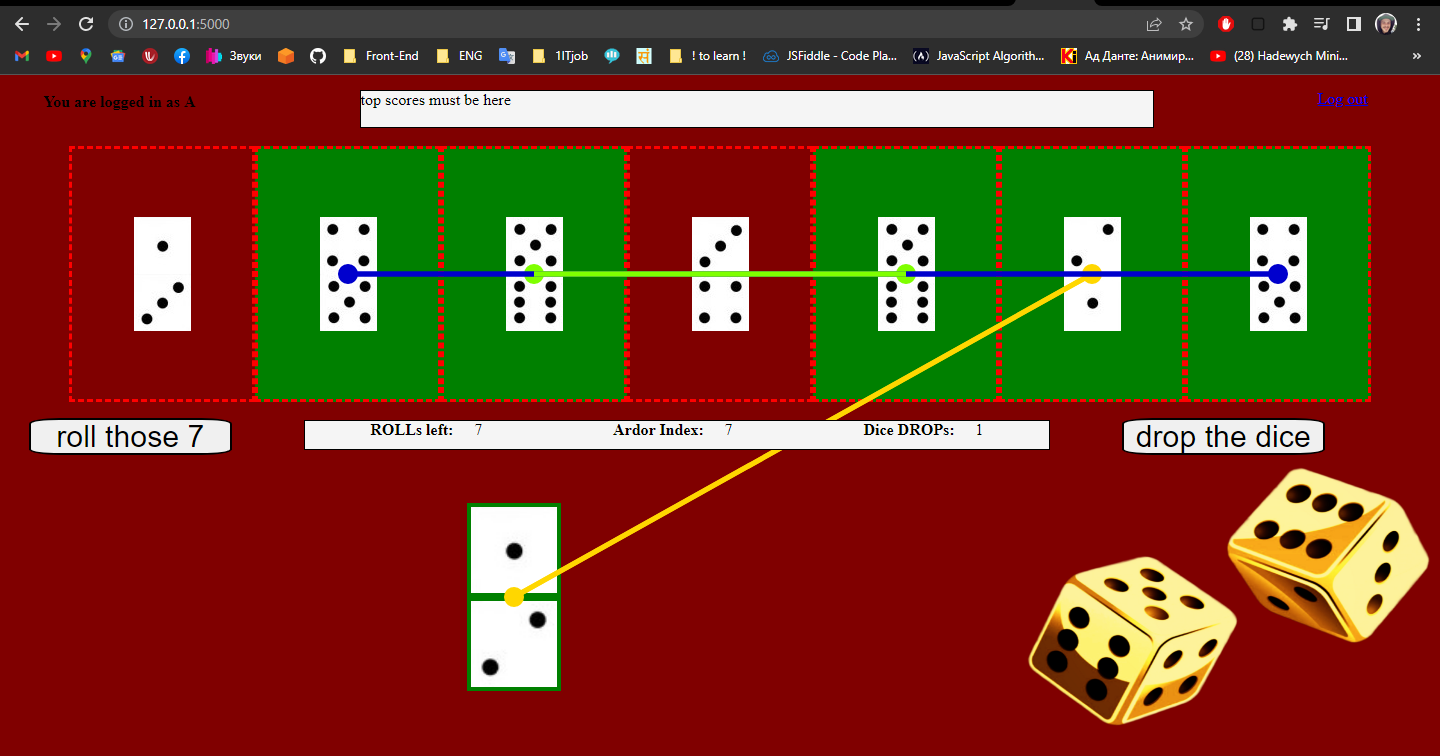 127.0.0.1:5000
Звуки
Front-End
ENG
1ITjob
! to learn !
JSFiddle - Code Pla...
JavaScript Algorith...
Ад Данте: Анимир...
(28) Hadewych Mini...
»
You are logged in as A
top scores must be here
Log out
roll those 7
ROLLs left: 7 Ardor Index: 7 Dice DROPs: 1
drop the dice